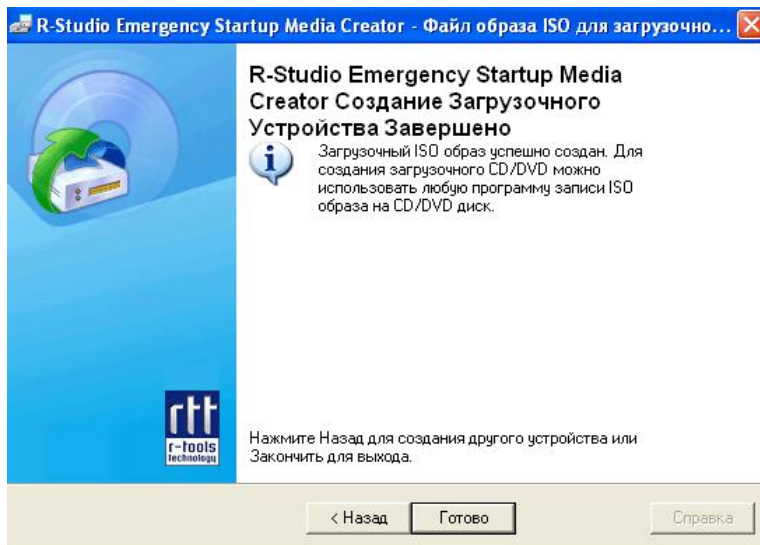 R-Studio Emergency Startup Media Creator - Файл образа ISO для загрузочно...
R-Studio Emergency Startup Media
Creator Создание Загрузочного
Устройства Завершено
Загрузочный ISO образ успешно создан. Для
создания загрузочного CD/DVD можно
использовать любую программу записи ISO
образа на CD/DVD диск.
rtt
r-tools
technology
Нажмите Назад для создания другого устройства или
Закончить для выхода.
< Назад
Готово
Справка